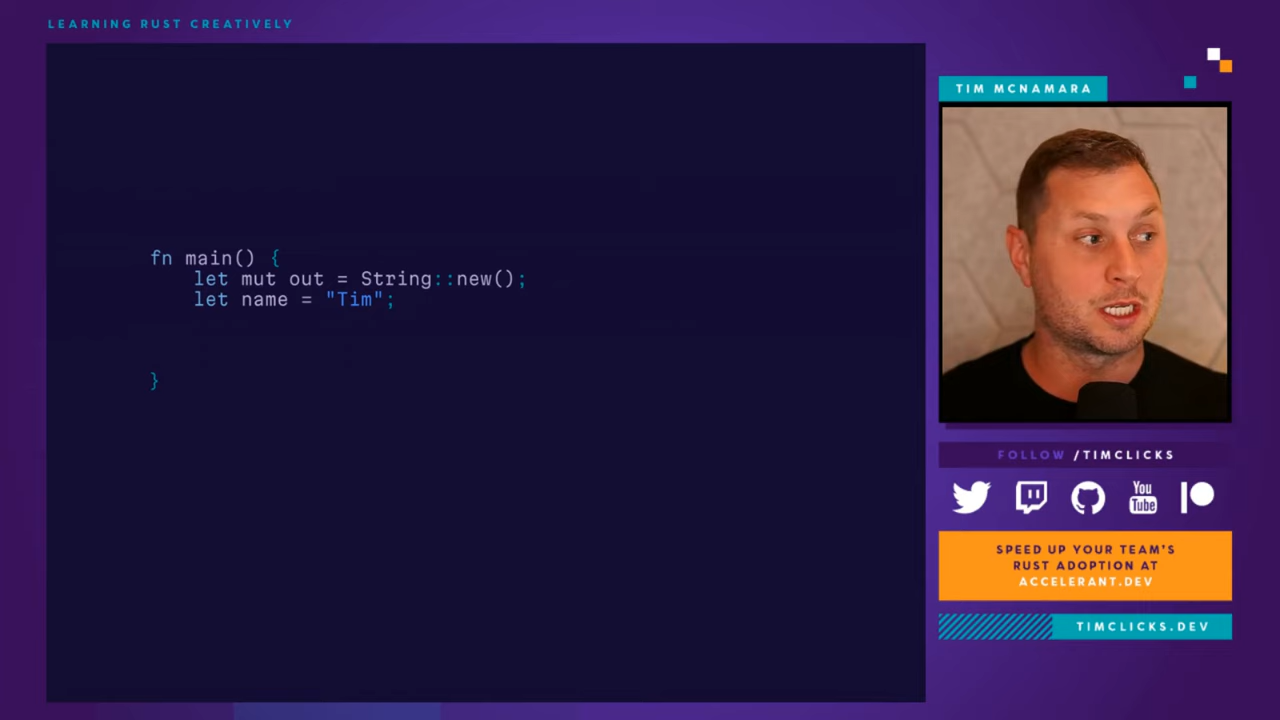 LEARNING RUST CREATIVELY
fn main() {
    let mut out = String::new();
    let name = "Tim";
}
TIM MCNAMARA
FOLLOW /TIMCLICKS
You
Tube
SPEED UP YOUR TEAM'S
RUST ADOPTION AT
ACCELERANT.DEV
TIMCLICKS.DEV